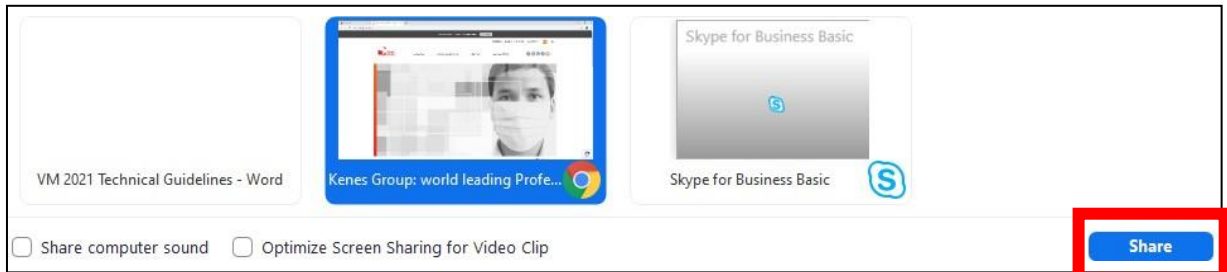 Skype for Business Basic
VM 2021 Technical Guidelines - Word
Kenes Group: world leading Profe...
Skype for Business Basic
Share computer sound
Optimize Screen Sharing for Video Clip
Share